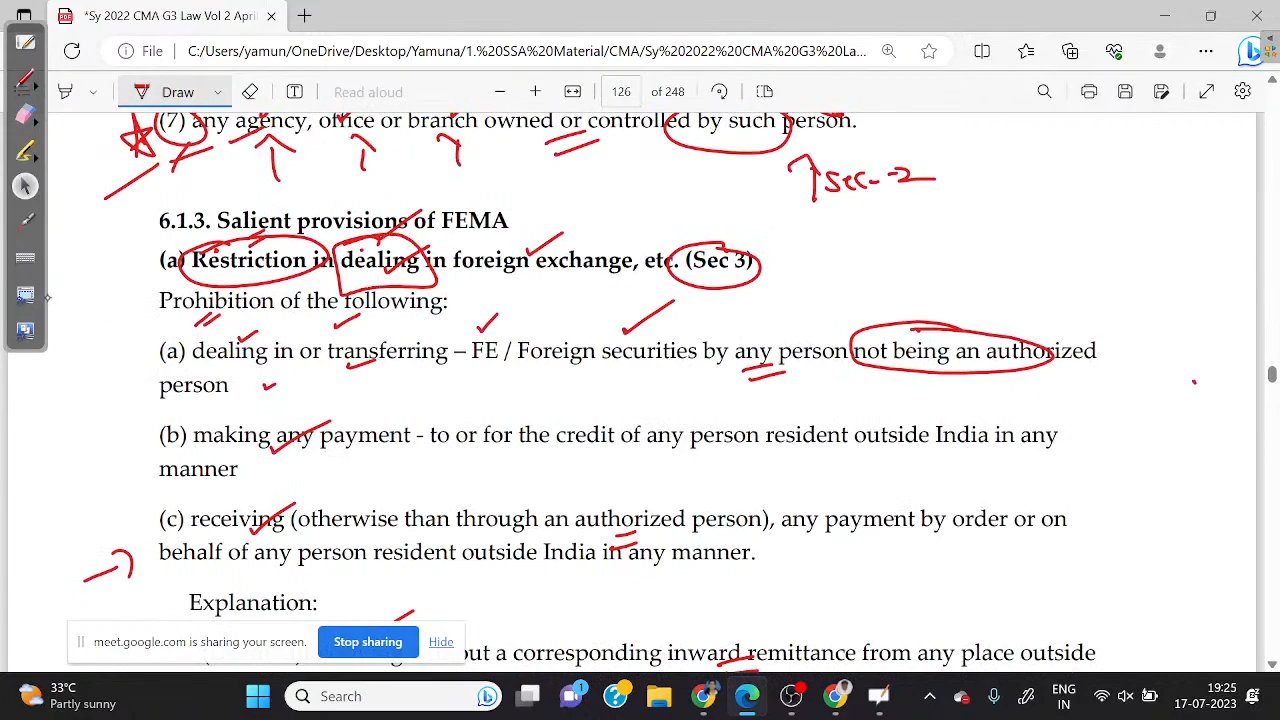 *Sy 2022 CMA G3 Law Vol 2 April
File
C:/Users/yamun/OneDrive/Desktop/Yamuna/1.%20SSA%20Material/CMA/Sy%202022%20CMA%20G3%20La...
Draw
Read aloud
126
of 248
(7) any agency, office or branch owned or controlled by such person.
Sec-2
6.1.3. Salient provisions of FEMA
(a) Restriction in dealing in foreign exchange, etc. (Sec 3)
Prohibition of the following:
(a) dealing in or transferring – FE / Foreign securities by any person not being an authorized
person
(b) making any payment - to or for the credit of any person resident outside India in any
manner
(c) receiving (otherwise than through an authorized person), any payment by order or on
behalf of any person resident outside India in any manner.
Explanation:
meet.google.com is sharing your screen.
Stop sharing
Hide
out a corresponding inward remittance from any place outside
33°C
Partly sunny
Search
1
2
ENG
IN
19:25
17-07-2023